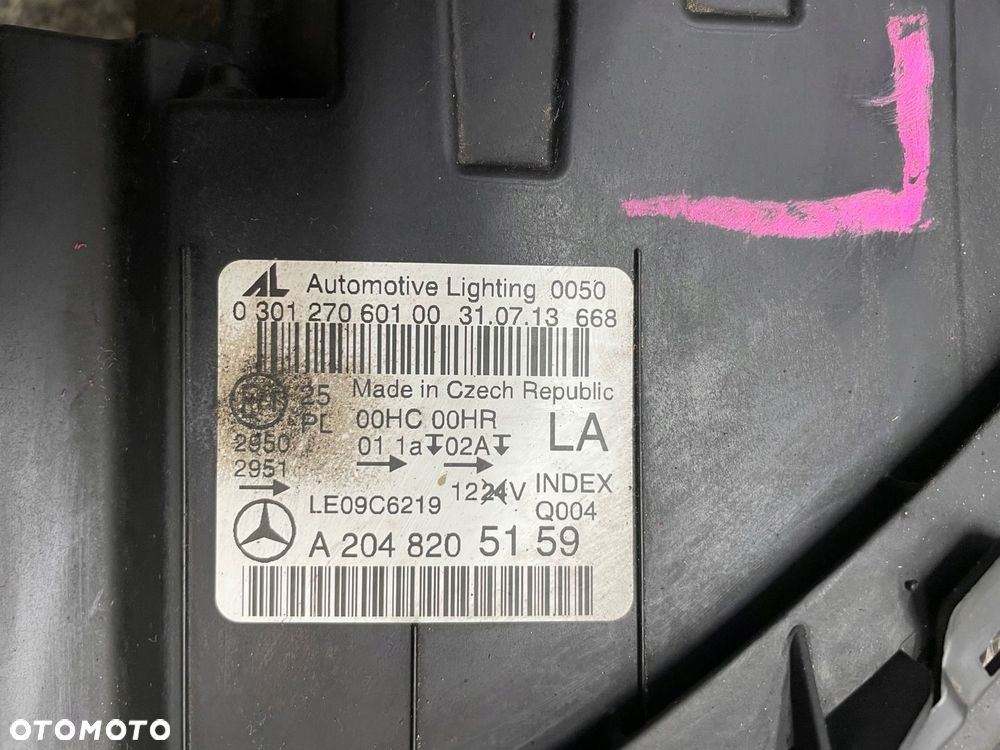 AL Automotive Lighting 0050
0 301 270 601 00 31.07.13 668
25 Made in Czech Republic
PL 00HC 00HR LA
2950 01 1a 02A
2951
1224V INDEX
LE09C6219 Q004
A 204 820 51 59
OTOMOTO